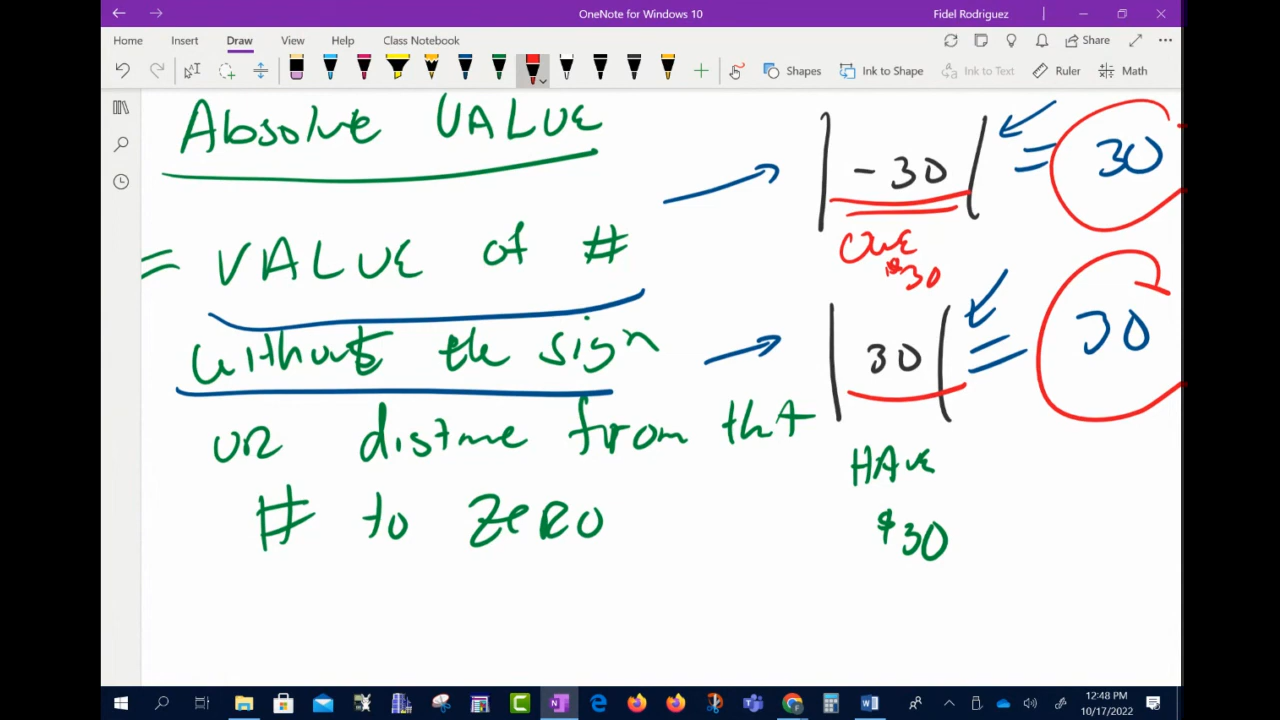 OneNote for Windows 10
Fidel Rodriguez
Home Insert Draw View Help Class Notebook
Share
Shapes Ink to Shape Ink to Text Ruler Math
Absolute VALUE
= VALUE of #
without the sign
or distance from that
# to ZERO
|-30| = 30
OWE
$30
|30| = 30
HAVE
$30
12:48 PM
10/17/2022